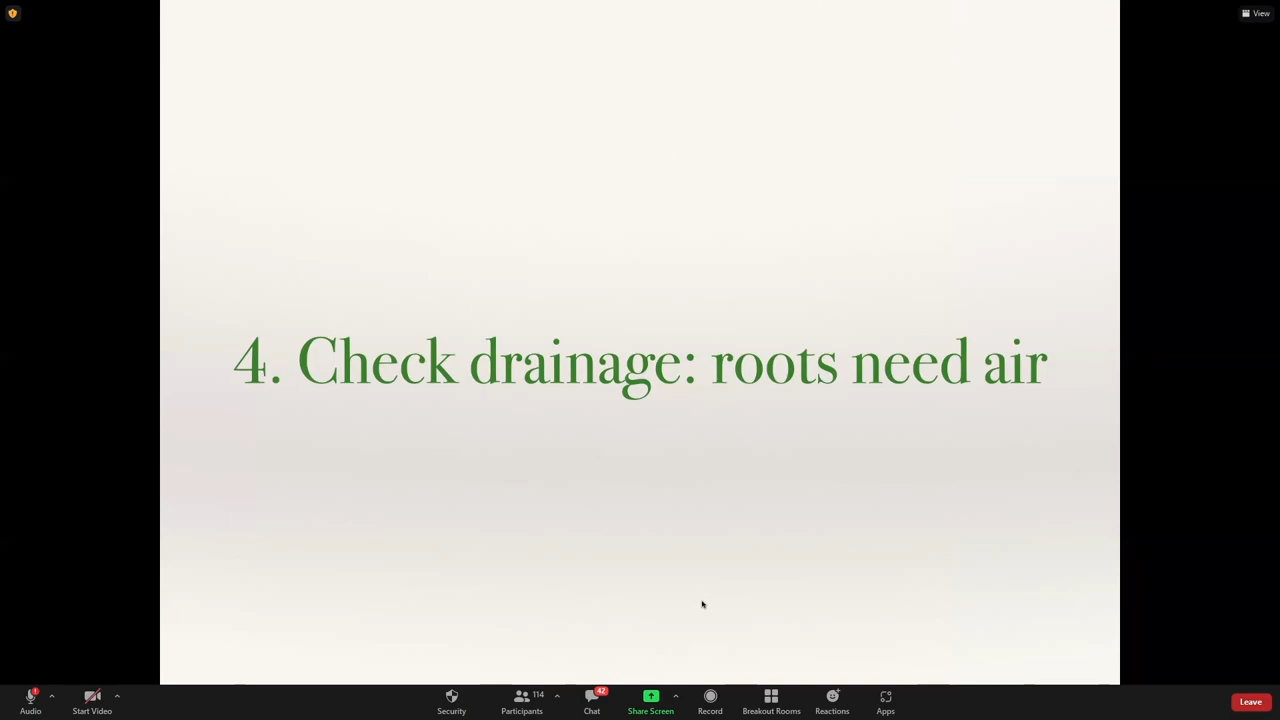 View
4. Check drainage: roots need air
Audio
Start Video
Security
Participants
114
Chat
42
Share Screen
Record
Breakout Rooms
Reactions
Apps
Leave